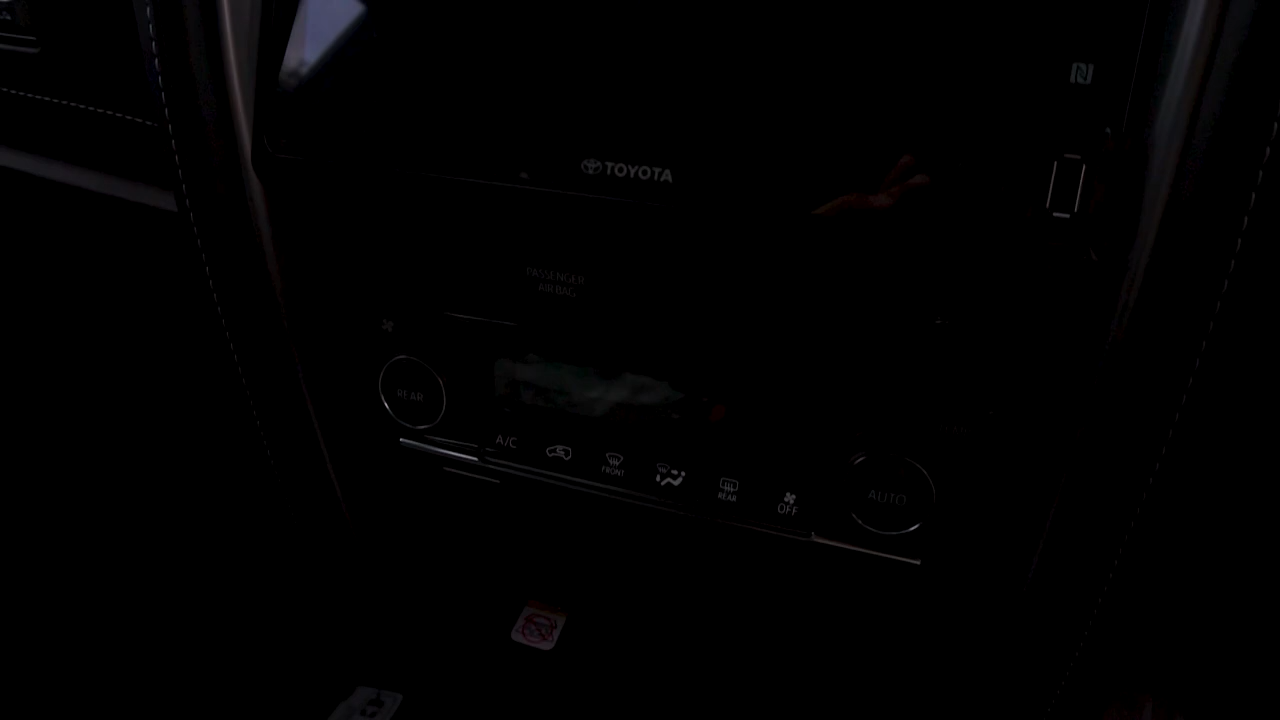 TOYOTA
PASSENGER
AIR BAG
REAR
A/C
FRONT
REAR
OFF
AUTO